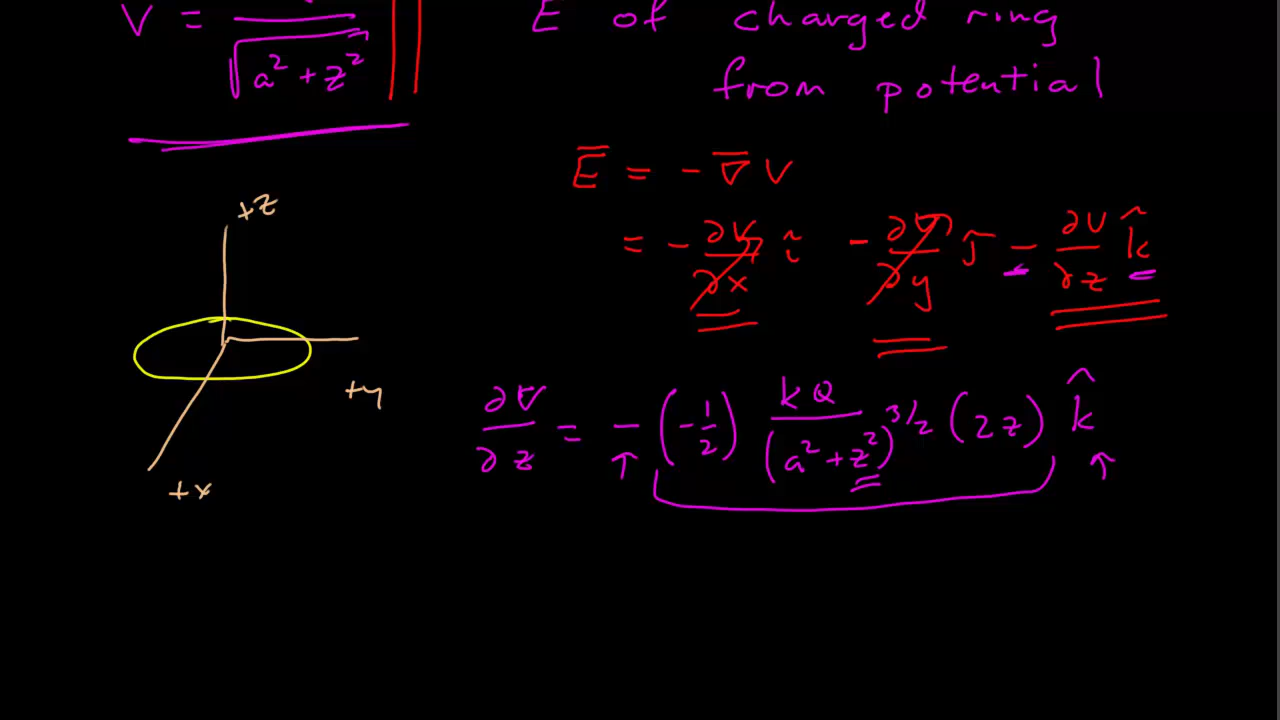 V = / √(a² + z²)
E of charged ring
from potential
E̅ = - ∇̅ V
= - ∂V/∂x î - ∂V/∂y ĵ - ∂V/∂z k̂
+z
+y
+x
∂V/∂z = - (-1/2) kQ/(a² + z²)^3/2 (2z) k̂